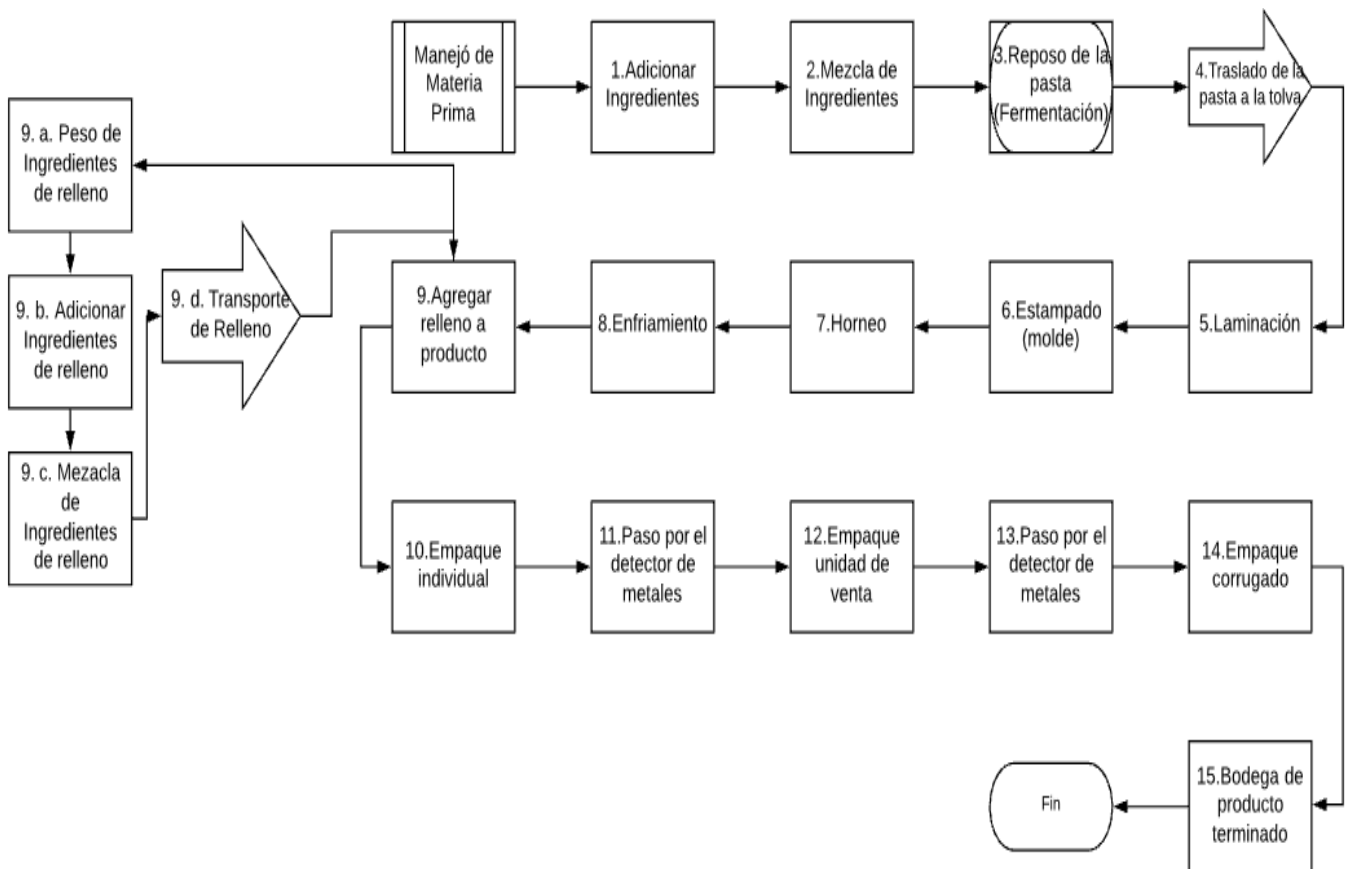 Manejó de
Materia
Prima
1.Adicionar
Ingredientes
2.Mezcla de
Ingredientes
3.Reposo de la
pasta
(Fermentación)
4.Traslado de la
pasta a la tolva
9. a. Peso de
Ingredientes
de relleno
9. b. Adicionar
Ingredientes
de relleno
9. c. Mezacla
de
Ingredientes
de relleno
9. d. Transporte
de Relleno
9.Agregar
relleno a
producto
8.Enfriamiento
7.Horneo
6.Estampado
(molde)
5.Laminación
10.Empaque
individual
11.Paso por el
detector de
metales
12.Empaque
unidad de
venta
13.Paso por el
detector de
metales
14.Empaque
corrugado
15.Bodega de
producto
terminado
Fin